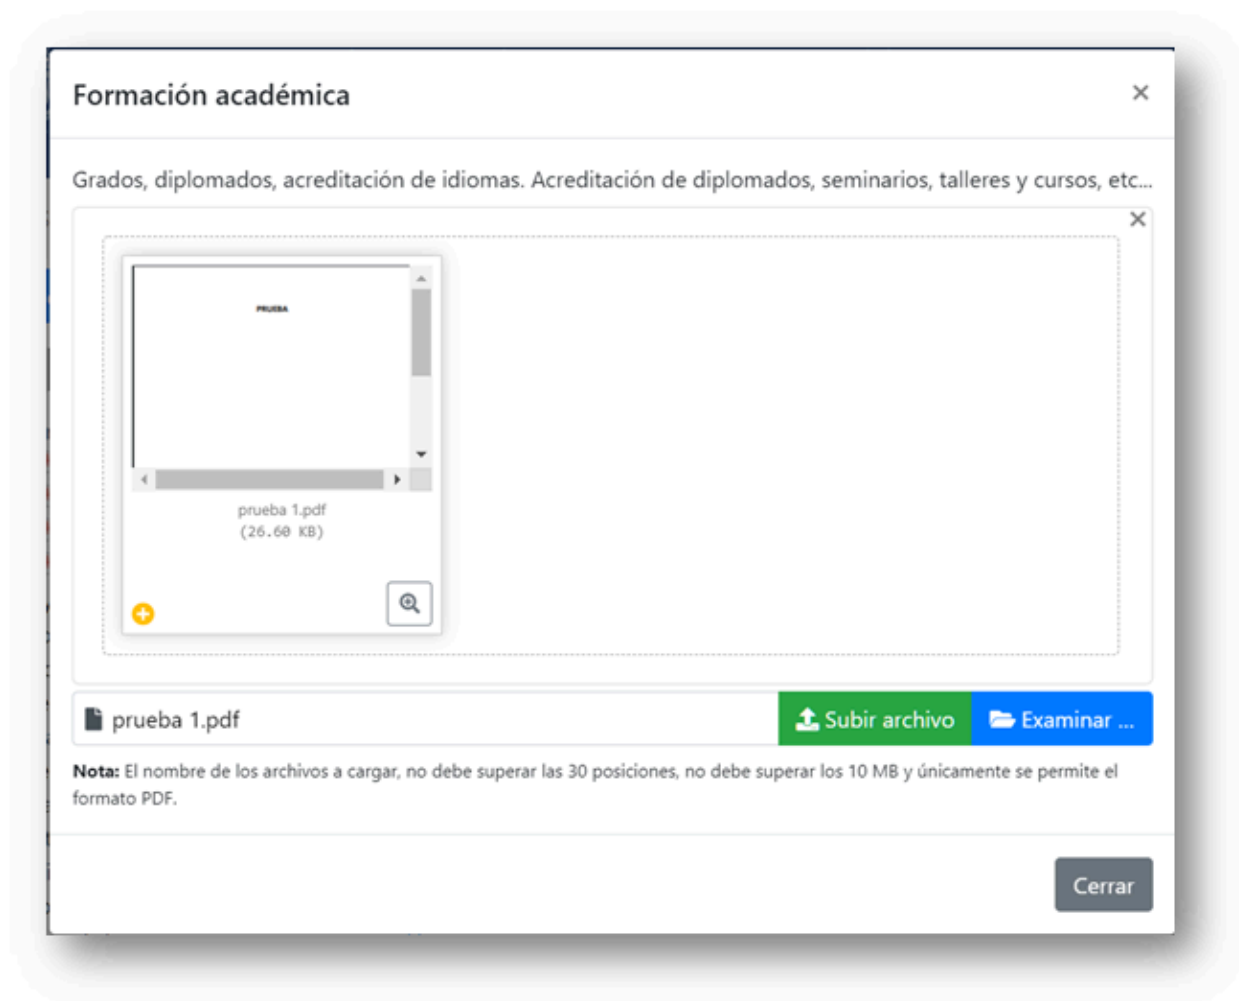 Formación académica
Grados, diplomados, acreditación de idiomas. Acreditación de diplomados, seminarios, talleres y cursos, etc...
PRUEBA
prueba 1.pdf
(26.60 KB)
prueba 1.pdf
Subir archivo
Examinar ...
Nota: El nombre de los archivos a cargar, no debe superar las 30 posiciones, no debe superar los 10 MB y únicamente se permite el
formato PDF.
Cerrar